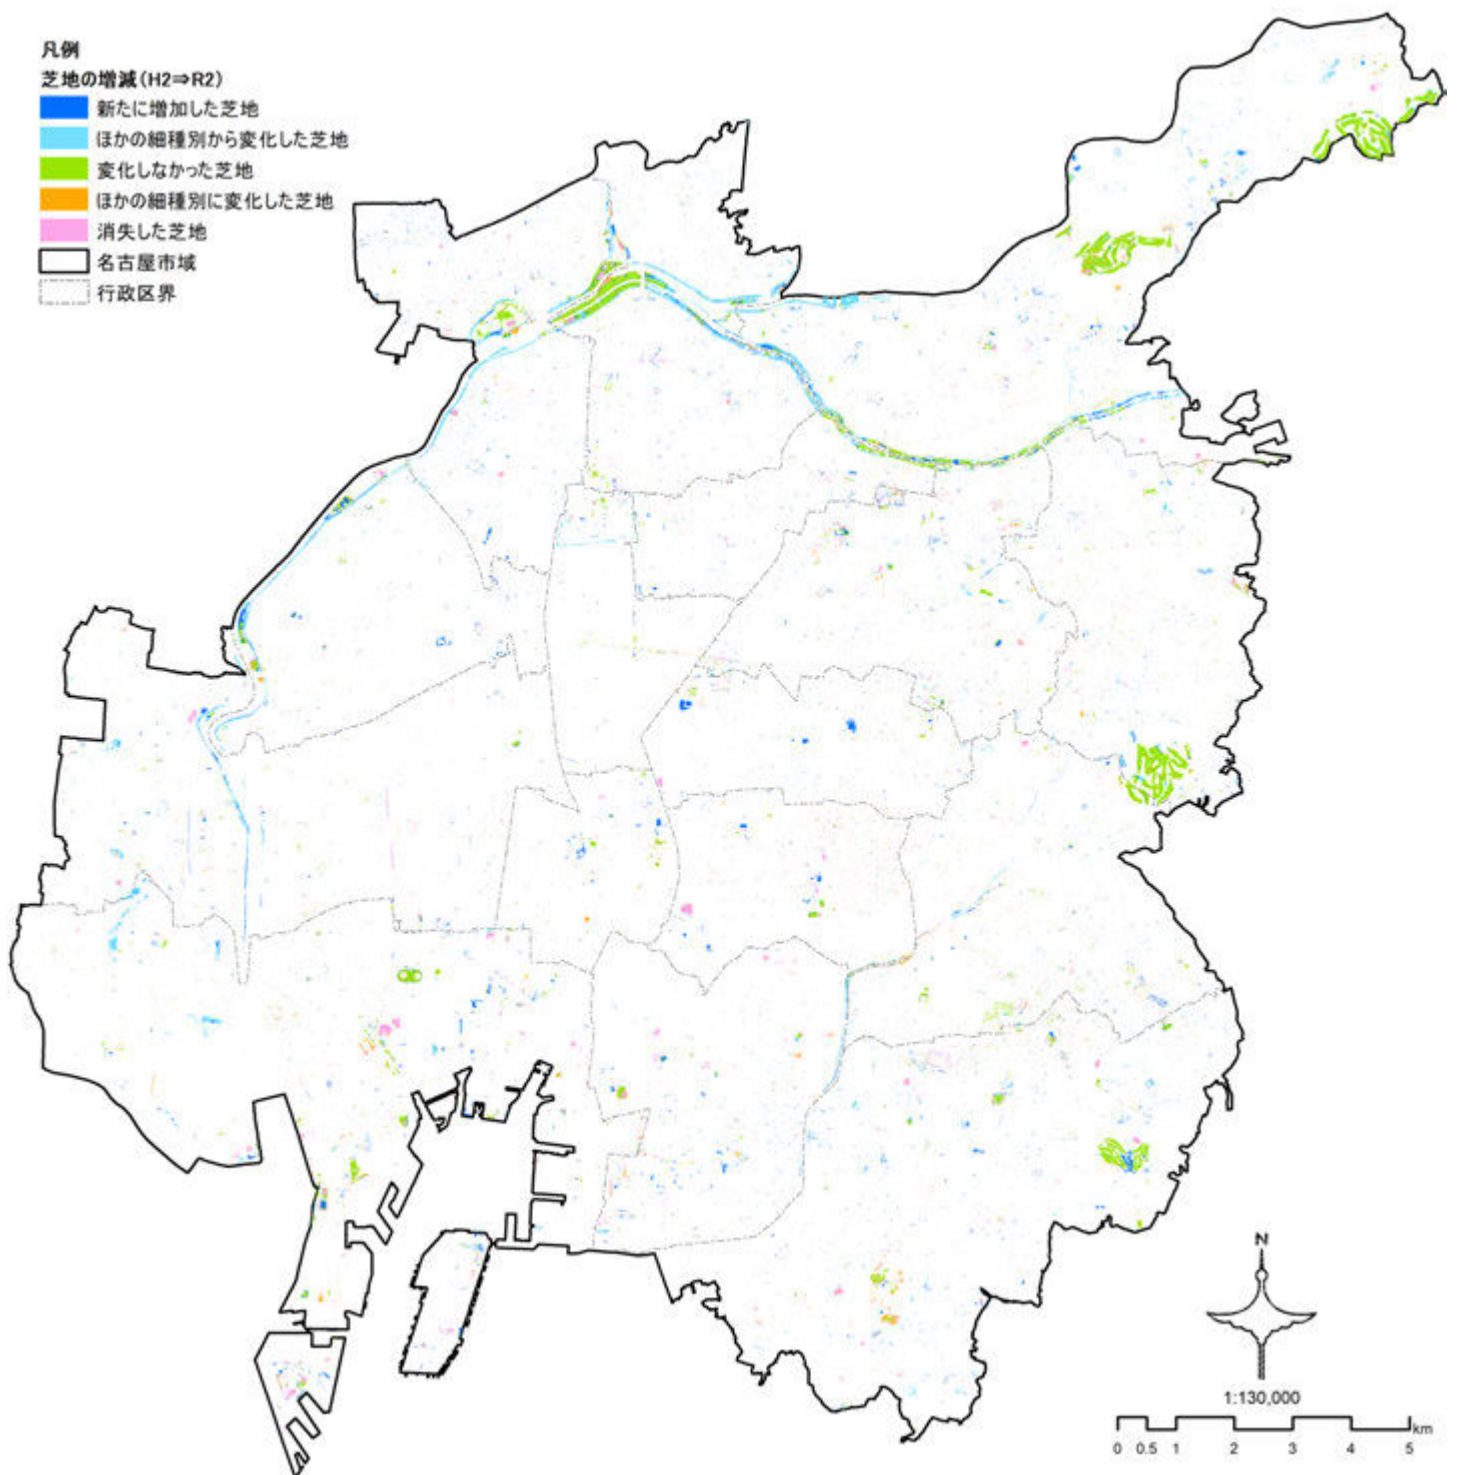 凡例
芝地の増減(H2⇒R2)
新たに増加した芝地
ほかの細種別から変化した芝地
変化しなかった芝地
ほかの細種別に変化した芝地
消失した芝地
名古屋市域
行政区界
N
1:130,000
km
0 0.5 1 2 3 4 5